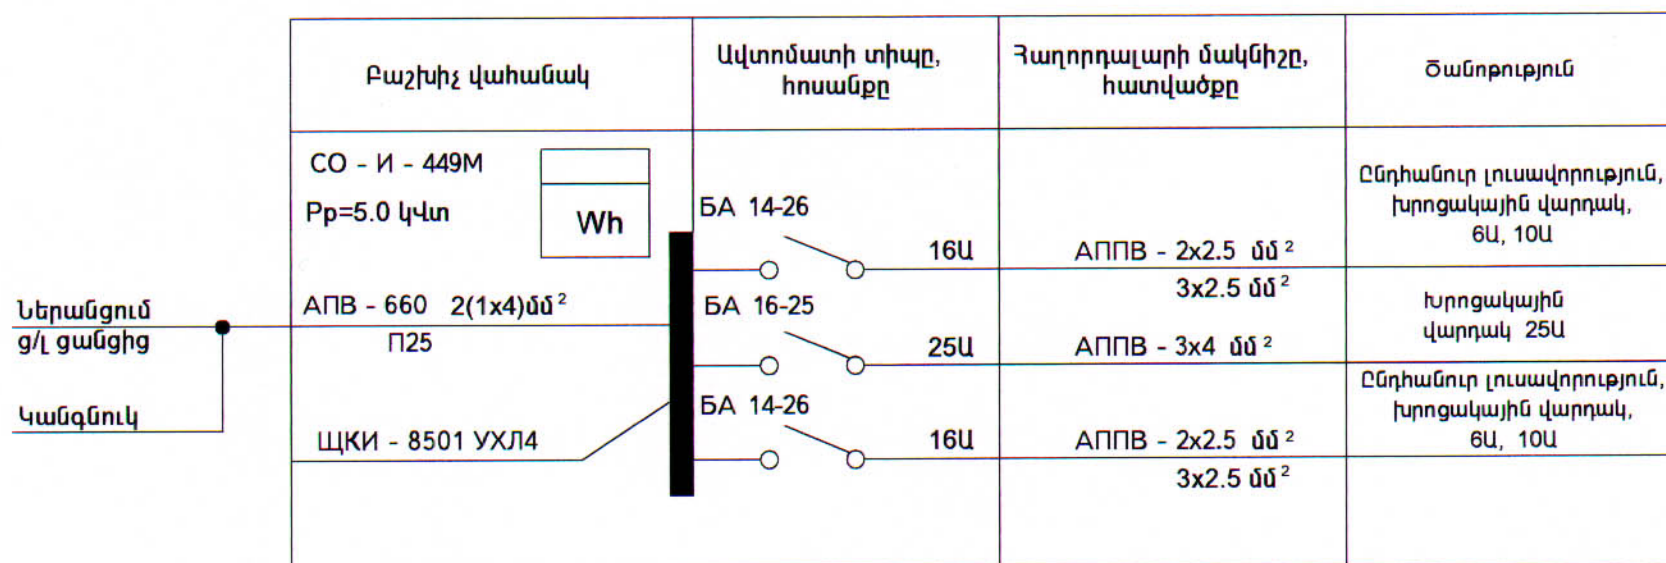 Բաշխիչ վահանակ
Ավտոմատի տիպը,
հոսանքը
Հաղորդալարի մակնիշը,
հատվածքը
Ծանոթություն
СО - И - 449М
Рр=5.0 կՎտ
Wh
БА 14-26
16Ա
АППВ - 2x2.5 մմ²
3x2.5 մմ²
Ընդհանուր լուսավորություն,
խրոցակային վարդակ,
6Ա, 10Ա
Ներանցում
ց/լ ցանցից
АПВ - 660 2(1x4)մմ²
П25
БА 16-25
25Ա
АППВ - 3x4 մմ²
Խրոցակային
վարդակ 25Ա
Կանգնուկ
ЩКИ - 8501 УХЛ4
БА 14-26
16Ա
АППВ - 2x2.5 մմ²
3x2.5 մմ²
Ընդհանուր լուսավորություն,
խրոցակային վարդակ,
6Ա, 10Ա